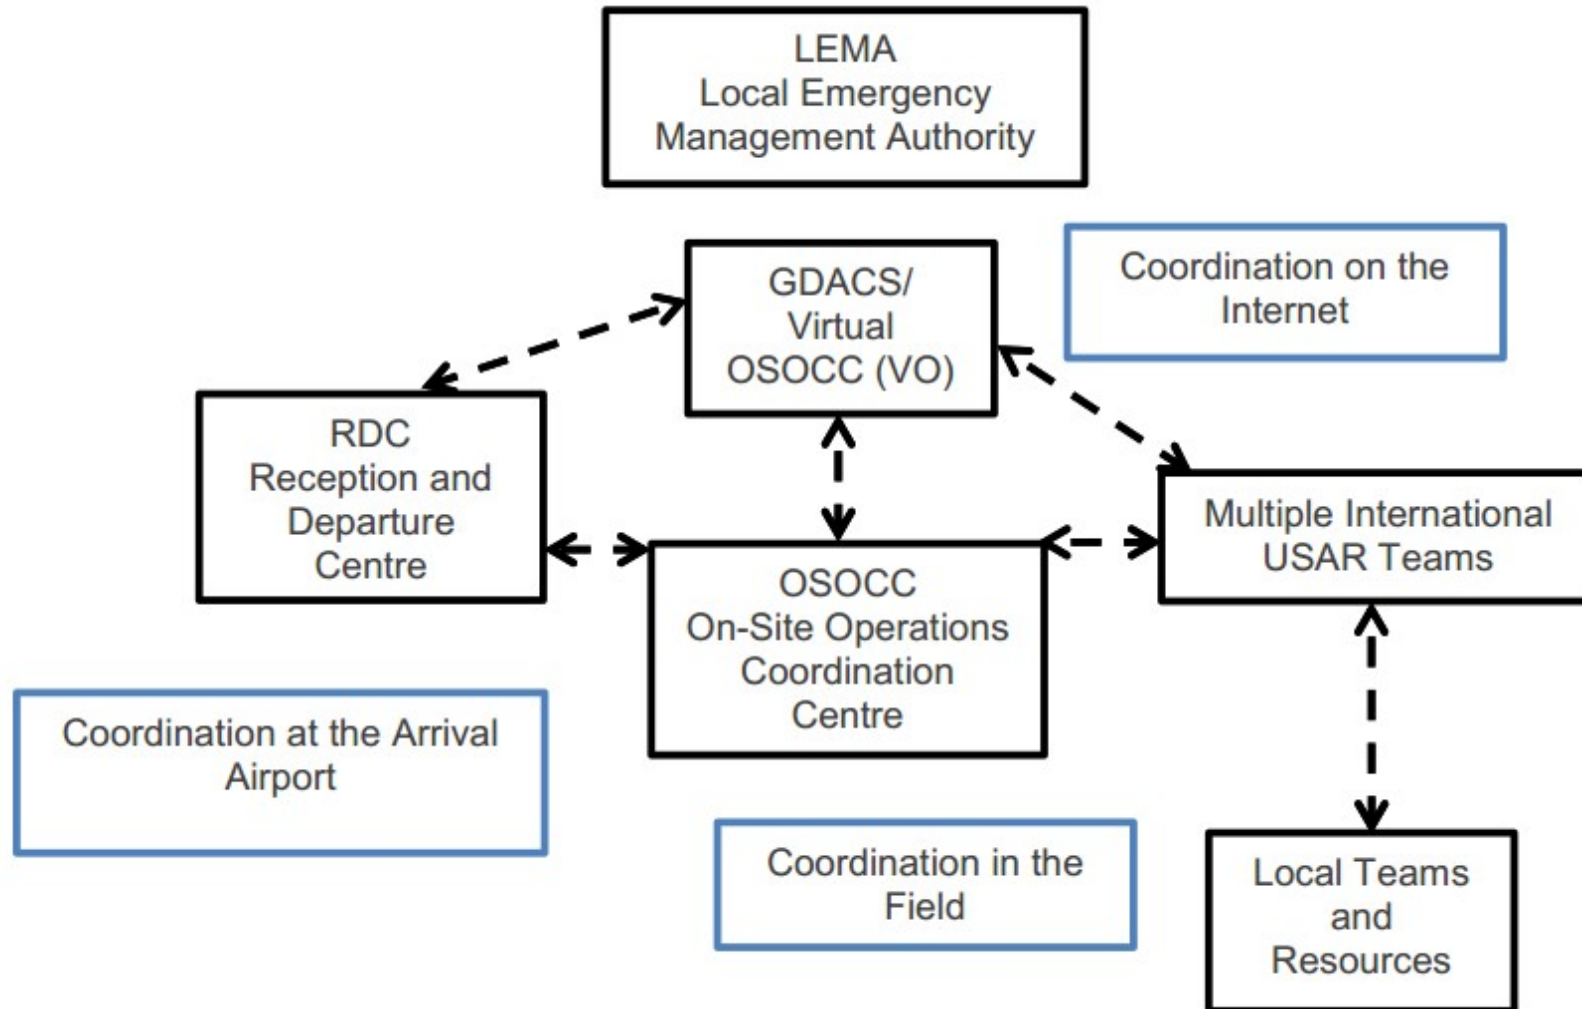 LEMA
Local Emergency
Management Authority
GDACS/
Virtual
OSOCC (VO)
Coordination on the
Internet
RDC
Reception and
Departure
Centre
Multiple International
USAR Teams
OSOCC
On-Site Operations
Coordination
Centre
Coordination at the Arrival
Airport
Coordination in the
Field
Local Teams
and
Resources